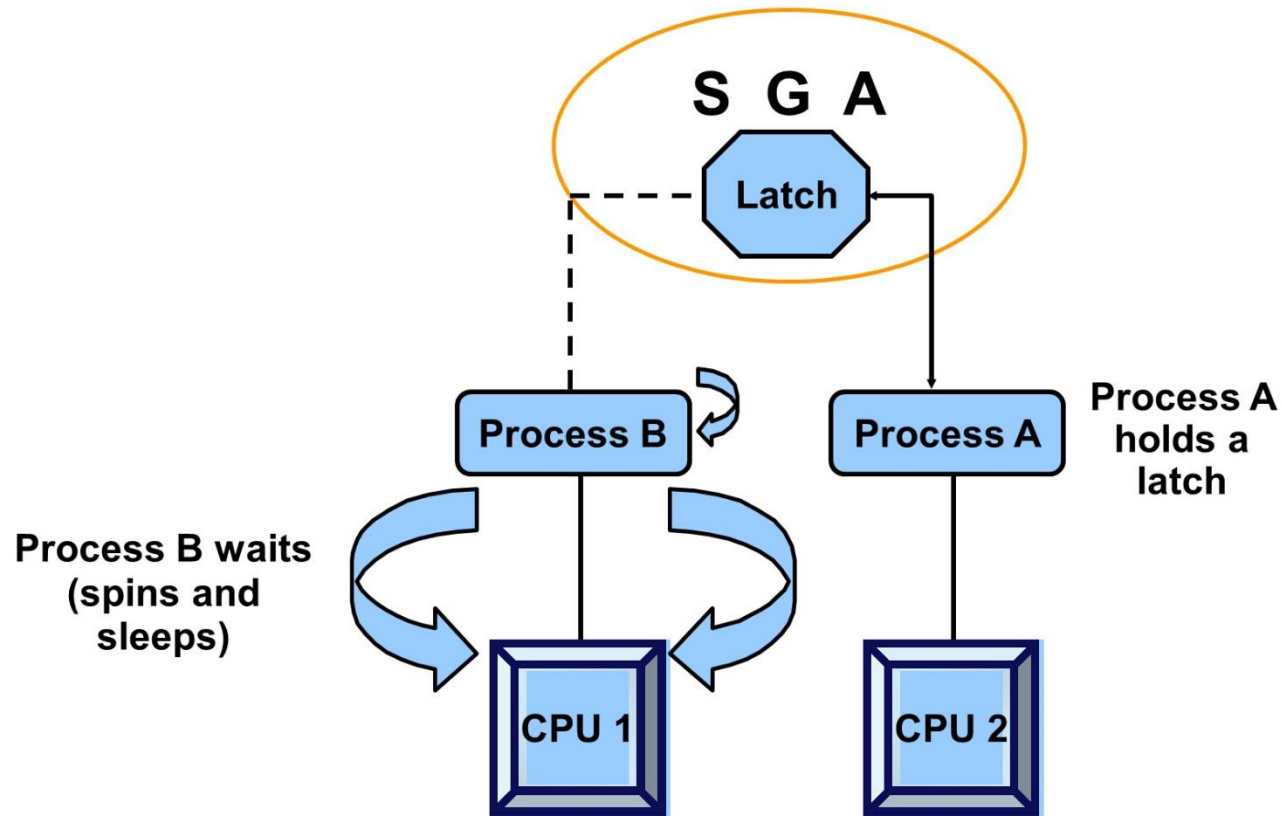 S G A
Latch
Process B
Process A
Process A
holds a
latch
Process B waits
(spins and
sleeps)
CPU 1
CPU 2